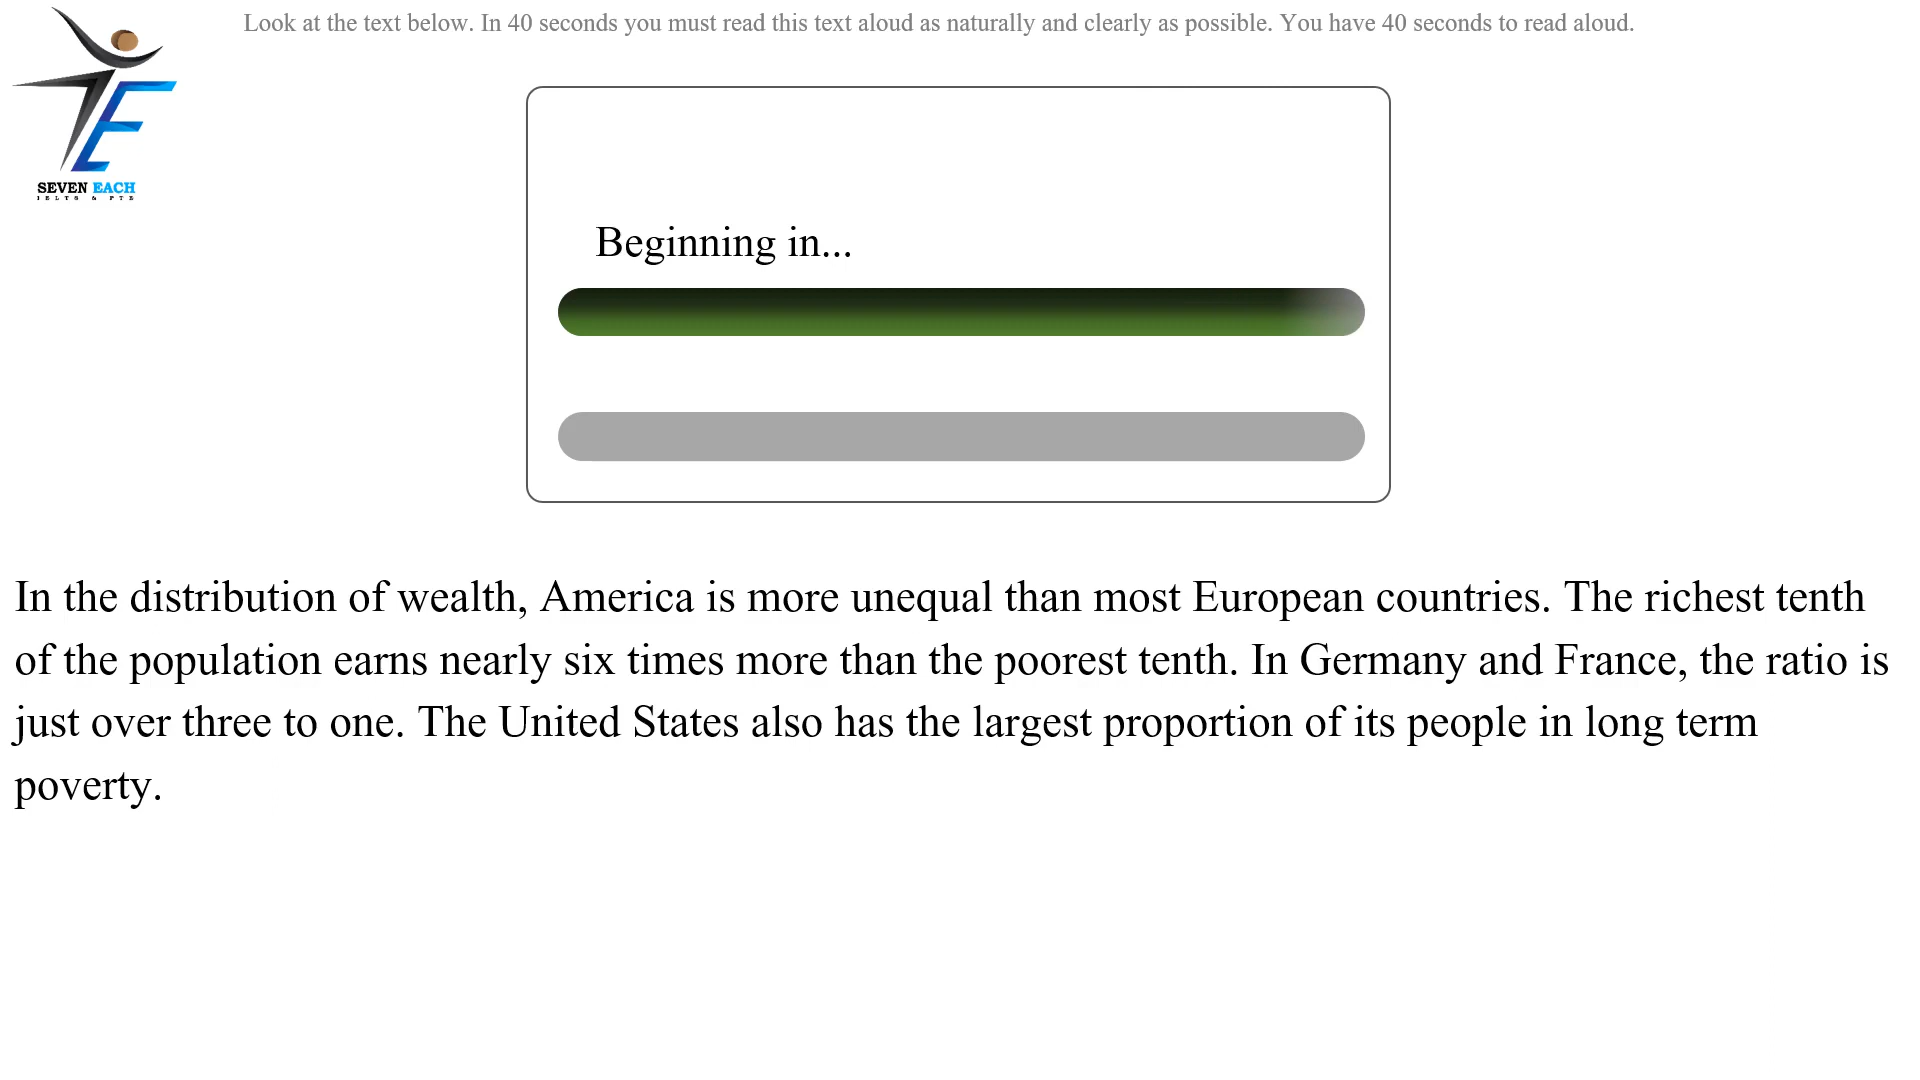 Look at the text below. In 40 seconds you must read this text aloud as naturally and clearly as possible. You have 40 seconds to read aloud.
SEVEN EACH
IELTS & PTE
Beginning in...
In the distribution of wealth, America is more unequal than most European countries. The richest tenth
of the population earns nearly six times more than the poorest tenth. In Germany and France, the ratio is
just over three to one. The United States also has the largest proportion of its people in long term
poverty.